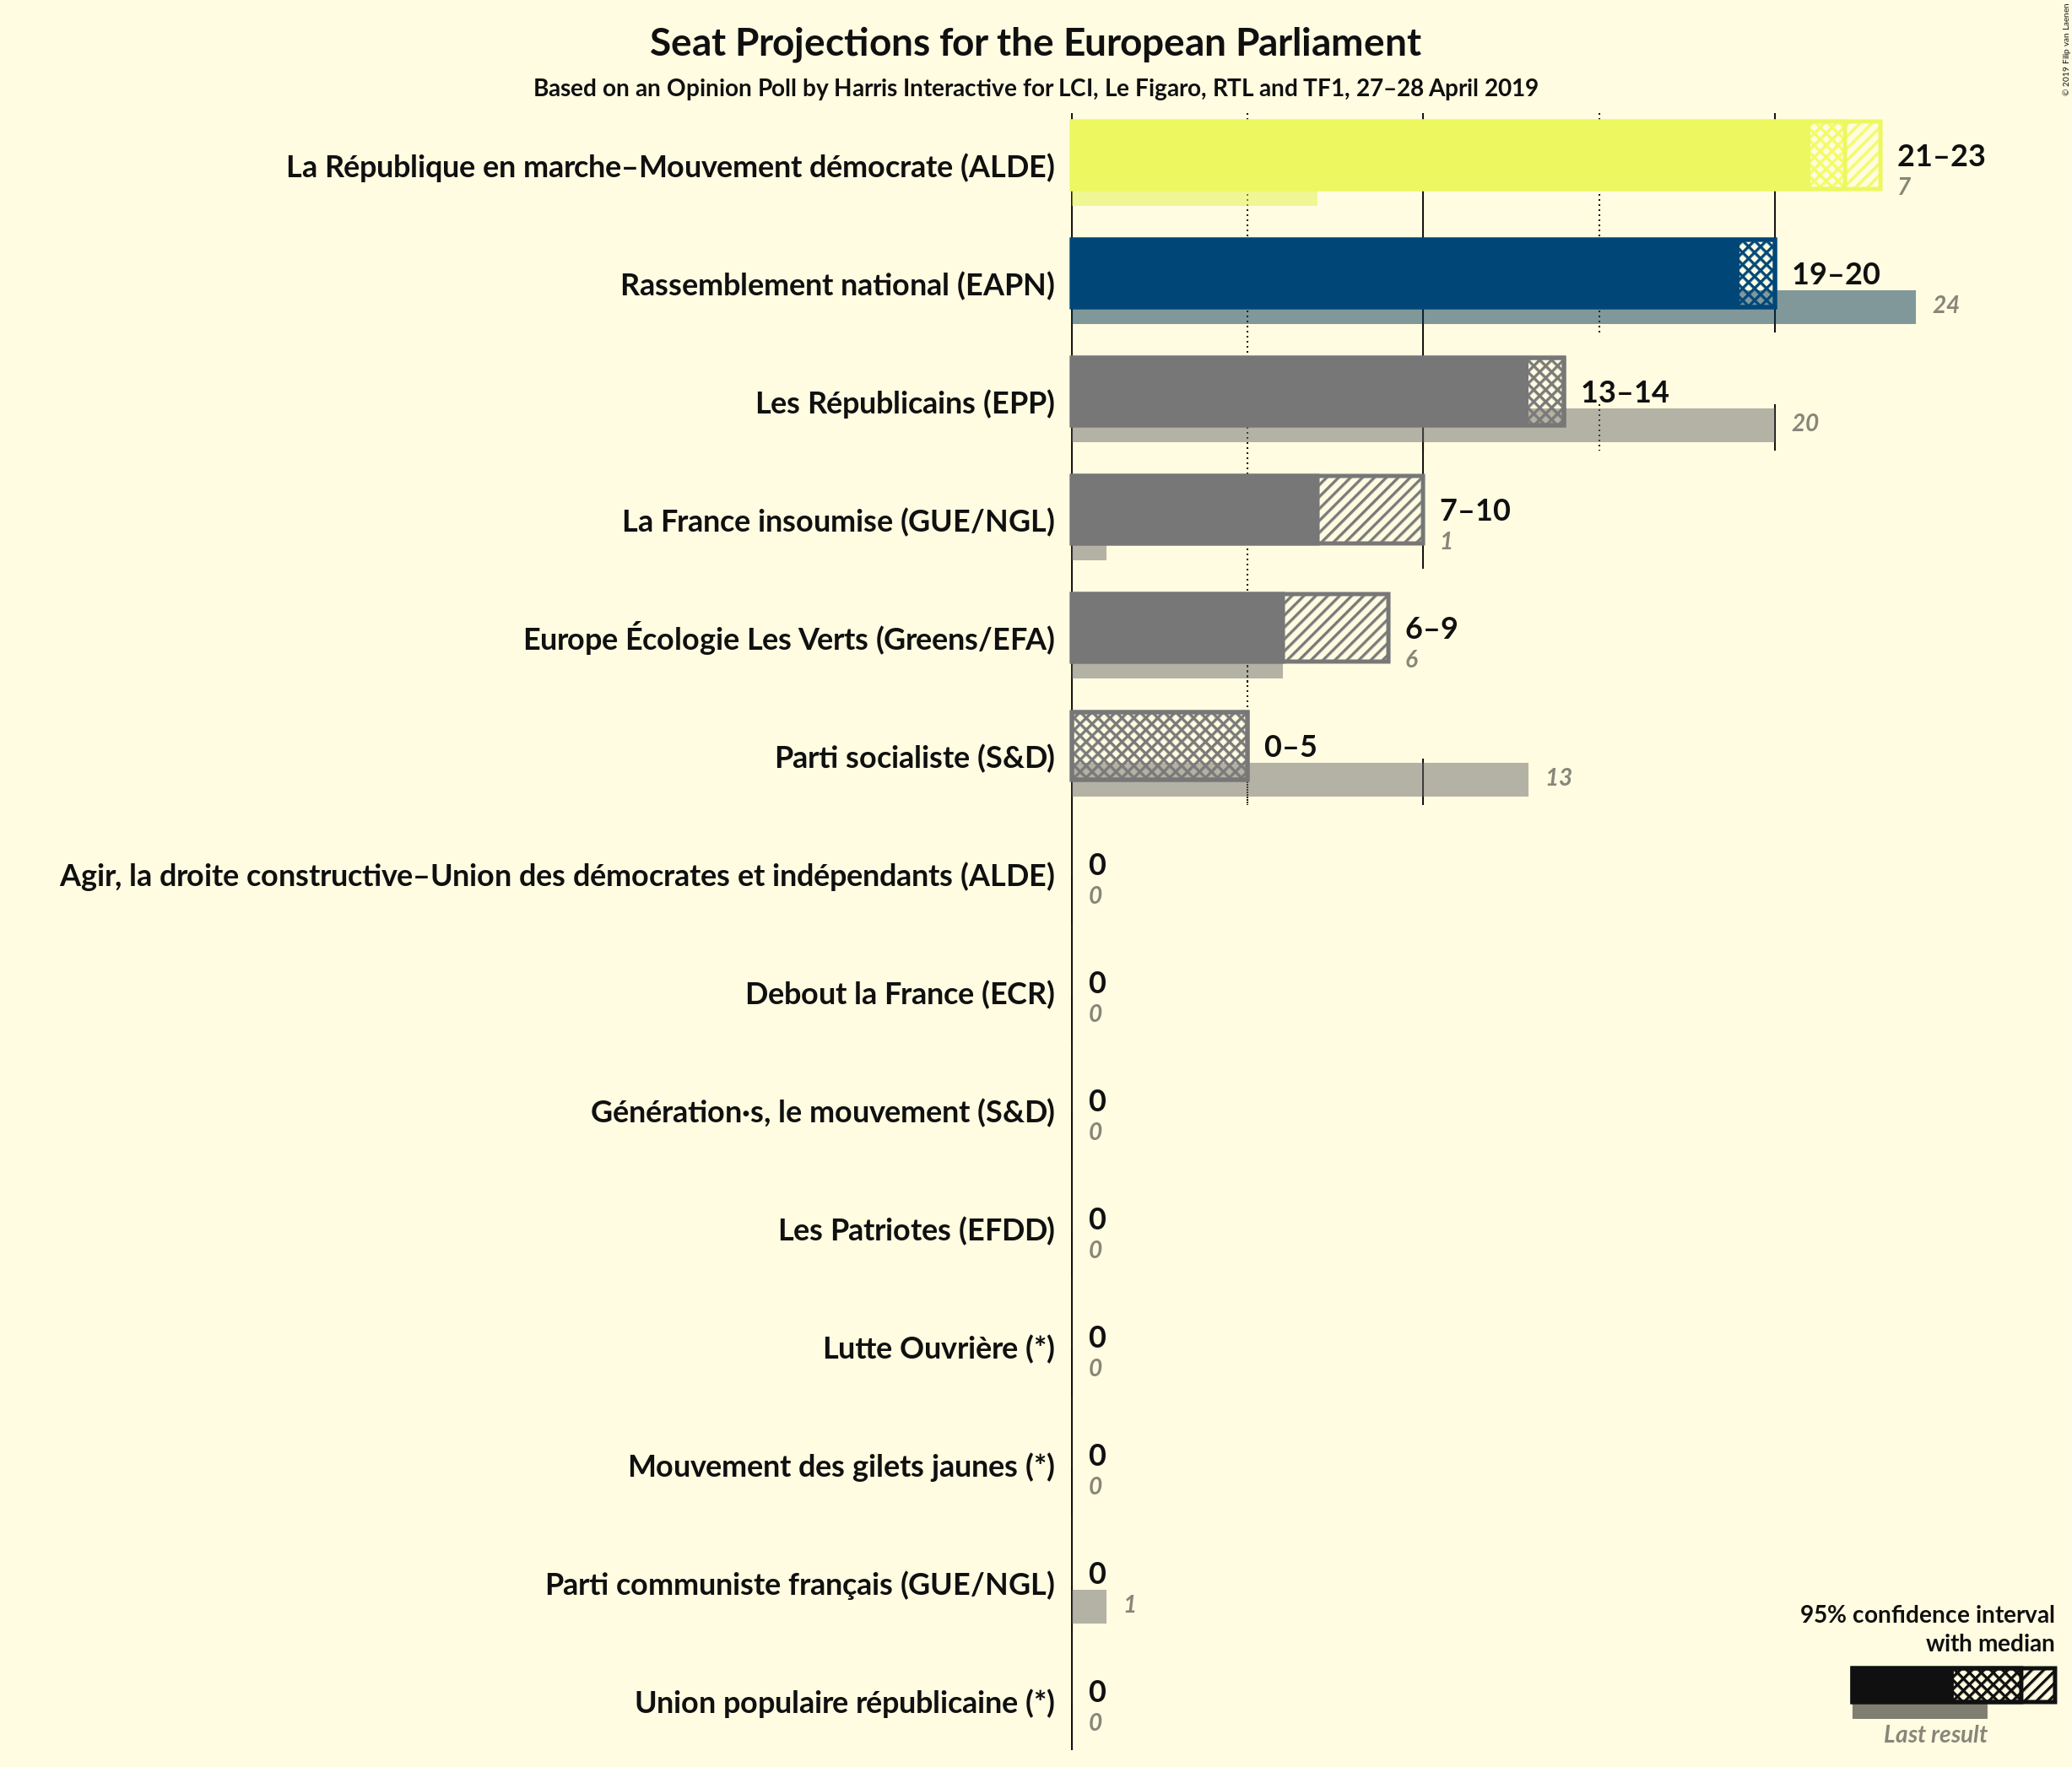 Seat Projections for the European Parliament
Based on an Opinion Poll by Harris Interactive for LCI, Le Figaro, RTL and TF1, 27–28 April 2019
© 2019 Filip van Laenen
La République en marche–Mouvement démocrate (ALDE)
21–23
7
Rassemblement national (EAPN)
19–20
24
Les Républicains (EPP)
13–14
20
La France insoumise (GUE/NGL)
7–10
1
Europe Écologie Les Verts (Greens/EFA)
6–9
6
Parti socialiste (S&D)
0–5
13
Agir, la droite constructive–Union des démocrates et indépendants (ALDE)
0
0
Debout la France (ECR)
0
0
Génération·s, le mouvement (S&D)
0
0
Les Patriotes (EFDD)
0
0
Lutte Ouvrière (*)
0
0
Mouvement des gilets jaunes (*)
0
0
Parti communiste français (GUE/NGL)
0
1
Union populaire républicaine (*)
0
0
95% confidence interval
with median
Last result